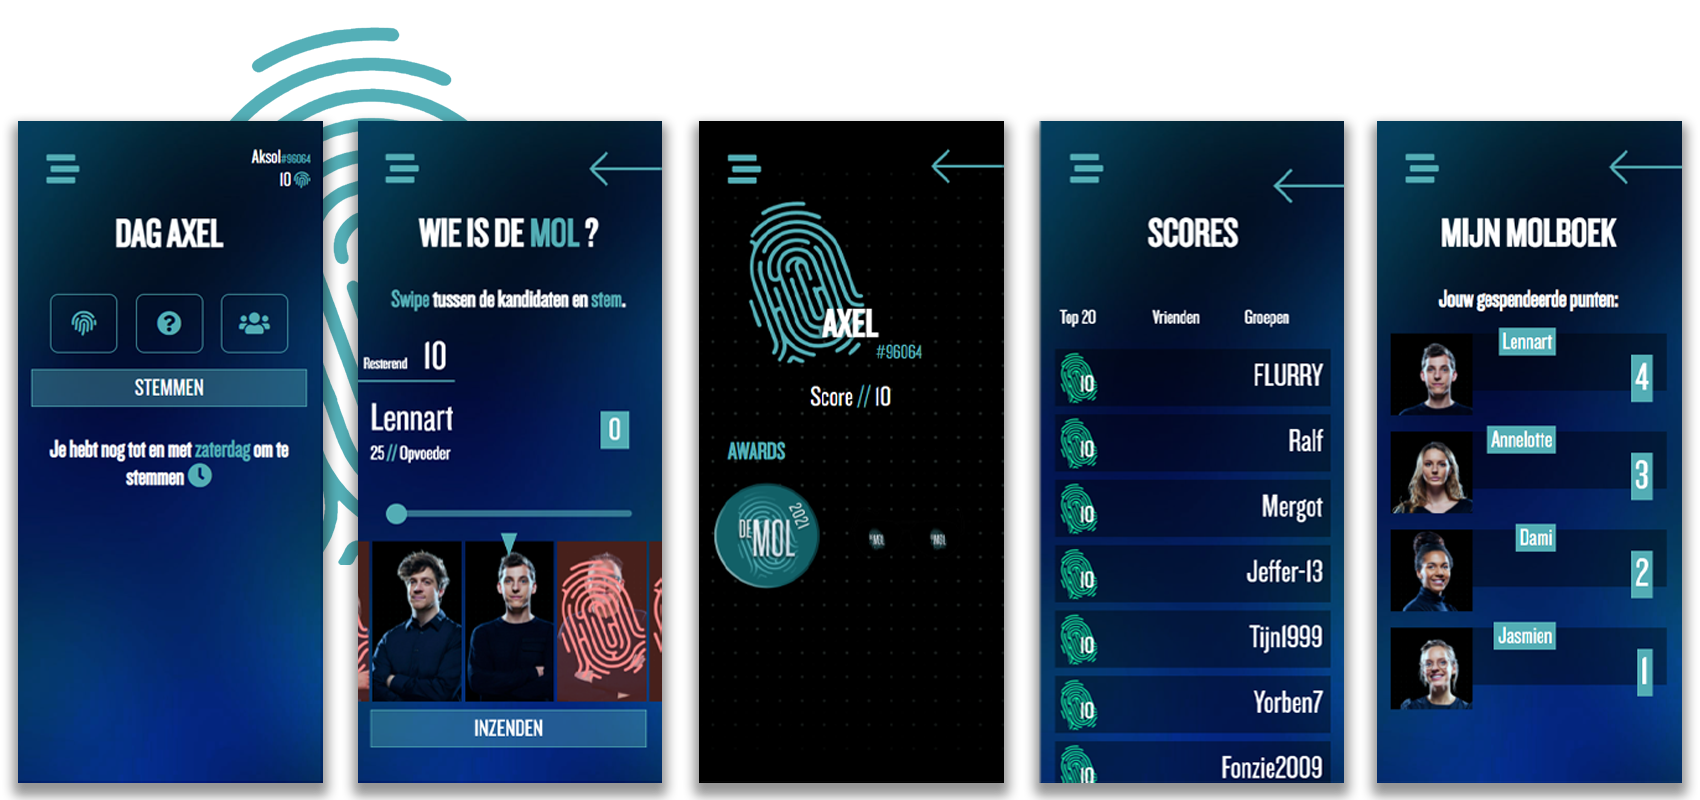 Aksol#96064
10
DAG AXEL
STEMMEN
Je hebt nog tot en met zaterdag om te
stemmen
WIE IS DE MOL ?
Swipe tussen de kandidaten en stem.
Resterend 10
Lennart
0
25 // Opvoeder
INZENDEN
AXEL
#96064
Score // 10
AWARDS
DE MOL 2021
SCORES
Top 20 Vrienden Groepen
10 FLURRY
10 Ralf
10 Mergot
10 Jeffer-13
10 Tijn1999
10 Yorben7
10 Fonzie2009
MIJN MOLBOEK
Jouw gespendeerde punten:
Lennart
4
Annelotte
3
Dami
2
Jasmien
1